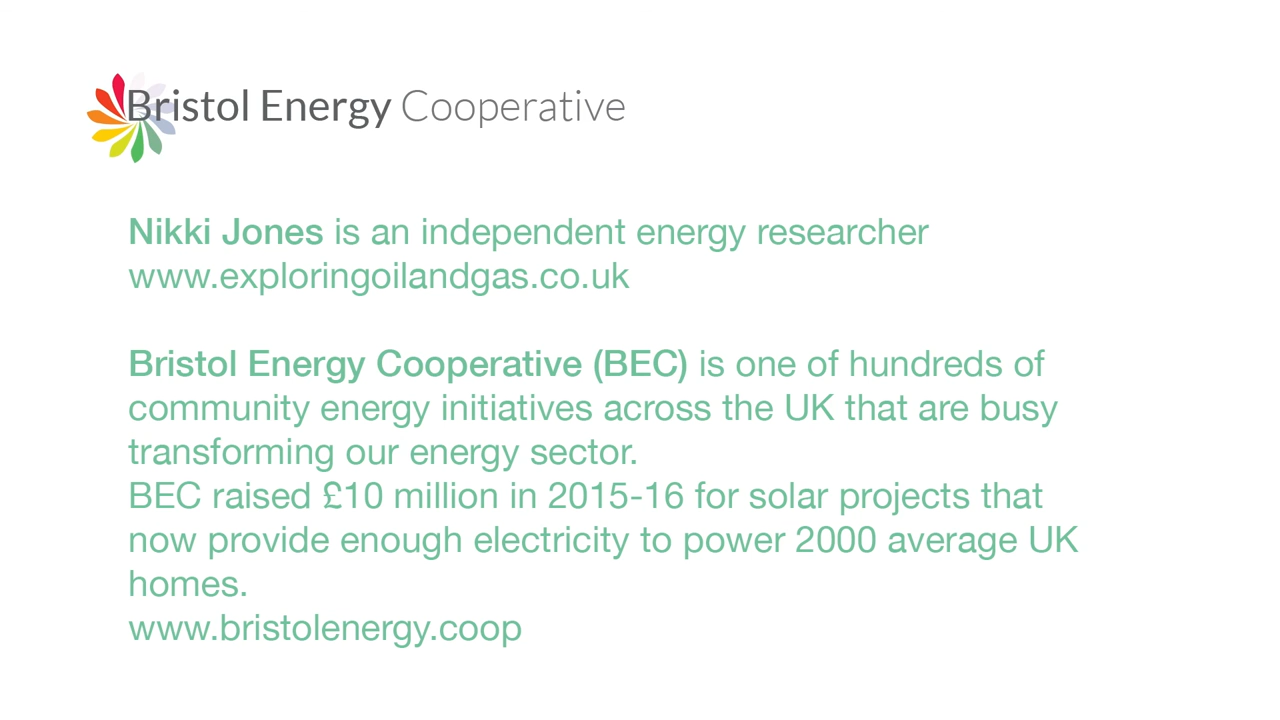 Bristol Energy Cooperative
Nikki Jones is an independent energy researcher
www.exploringoilandgas.co.uk
Bristol Energy Cooperative (BEC) is one of hundreds of
community energy initiatives across the UK that are busy
transforming our energy sector.
BEC raised £10 million in 2015-16 for solar projects that
now provide enough electricity to power 2000 average UK
homes.
www.bristolenergy.coop